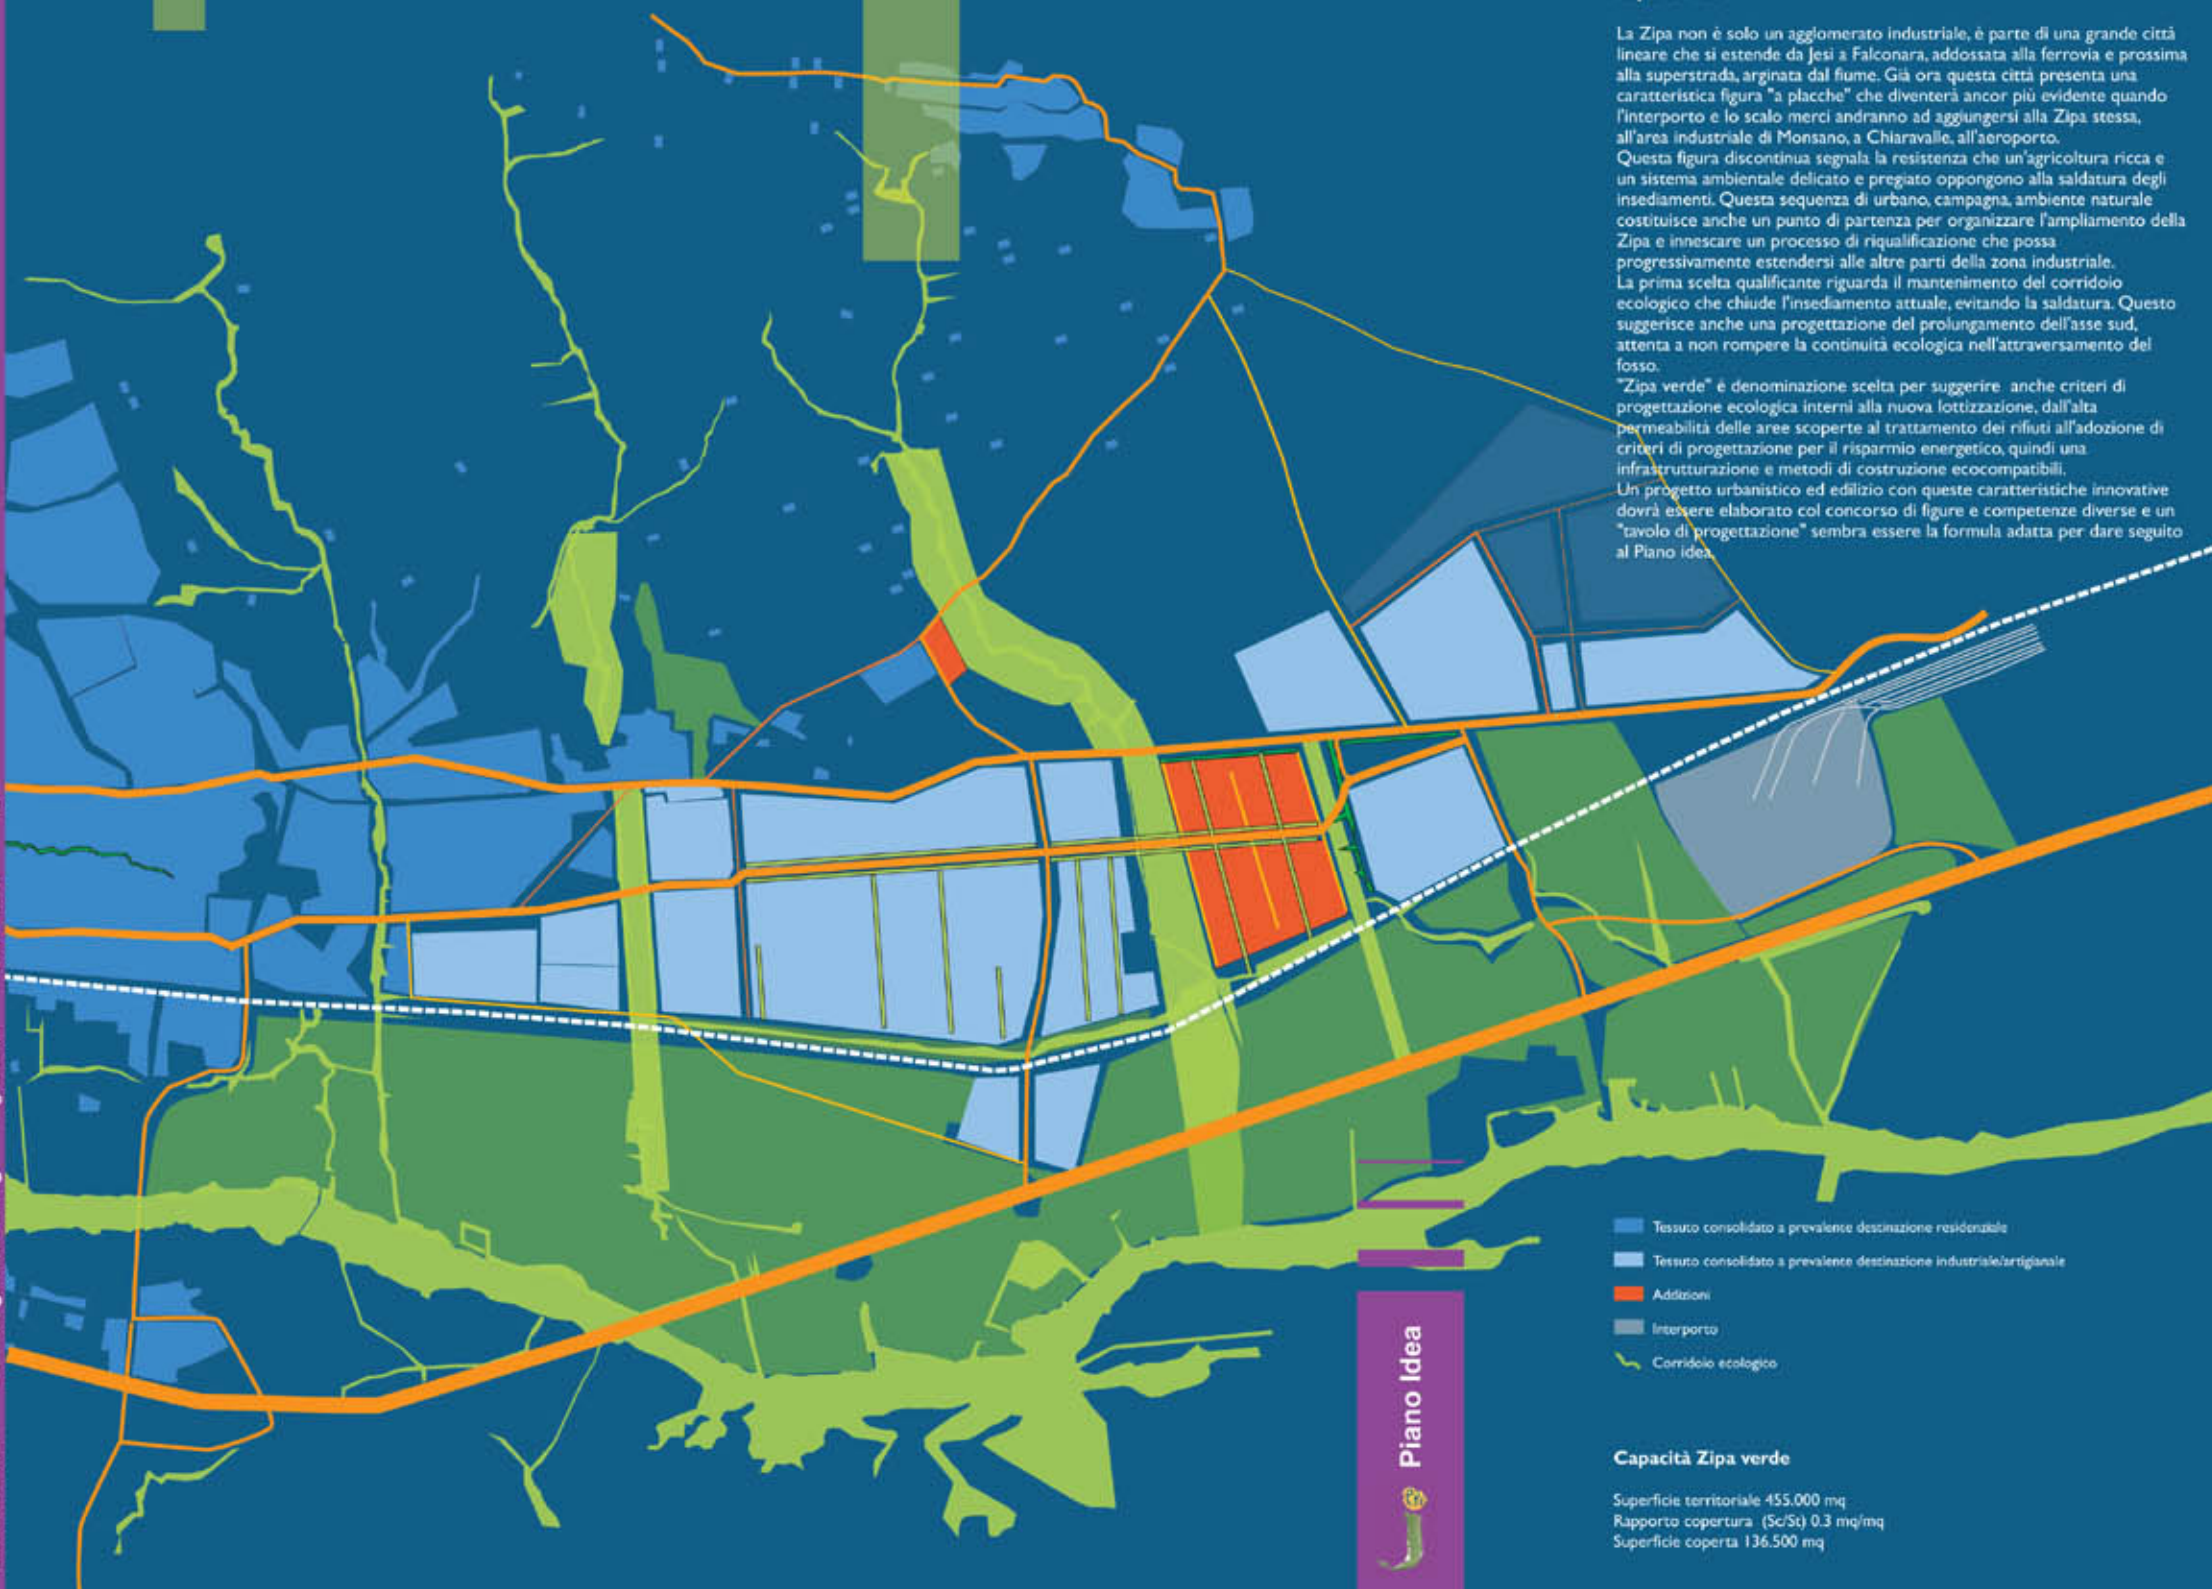 La Zipa non è solo un agglomerato industriale, è parte di una grande città
lineare che si estende da Jesi a Falconara, addossata alla ferrovia e prossima
alla superstrada, arginata dal fiume. Già ora questa città presenta una
caratteristica figura "a placche" che diventerà ancor più evidente quando
l'interporto e lo scalo merci andranno ad aggiungersi alla Zipa stessa,
all'area industriale di Monsano, a Chiaravalle, all'aeroporto.
Questa figura discontinua segnala la resistenza che un'agricoltura ricca e
un sistema ambientale delicato e pregiato oppongono alla saldatura degli
insediamenti. Questa sequenza di urbano, campagna, ambiente naturale
costituisce anche un punto di partenza per organizzare l'ampliamento della
Zipa e innescare un processo di riqualificazione che possa
progressivamente estendersi alle altre parti della zona industriale.
La prima scelta qualificante riguarda il mantenimento del corridoio
ecologico che chiude l'insediamento attuale, evitando la saldatura. Questo
suggerisce anche una progettazione del prolungamento dell'asse sud,
attenta a non rompere la continuità ecologica nell'attraversamento del
fosso.
"Zipa verde" è denominazione scelta per suggerire anche criteri di
progettazione ecologica interni alla nuova lottizzazione, dall'alta
permeabilità delle aree scoperte al trattamento dei rifiuti all'adozione di
criteri di progettazione per il risparmio energetico, quindi una
infrastrutturazione e metodi di costruzione ecocompatibili.
Un progetto urbanistico ed edilizio con queste caratteristiche innovative
dovrà essere elaborato col concorso di figure e competenze diverse e un
"tavolo di progettazione" sembra essere la formula adatta per dare seguito
al Piano idea.
Tessuto consolidato a prevalente destinazione residenziale
Tessuto consolidato a prevalente destinazione industriale/artigianale
Addizioni
Interporto
Corridoio ecologico
Piano Idea
Capacità Zipa verde
Superficie territoriale 455.000 mq
Rapporto copertura (Sc/St) 0.3 mq/mq
Superficie coperta 136.500 mq